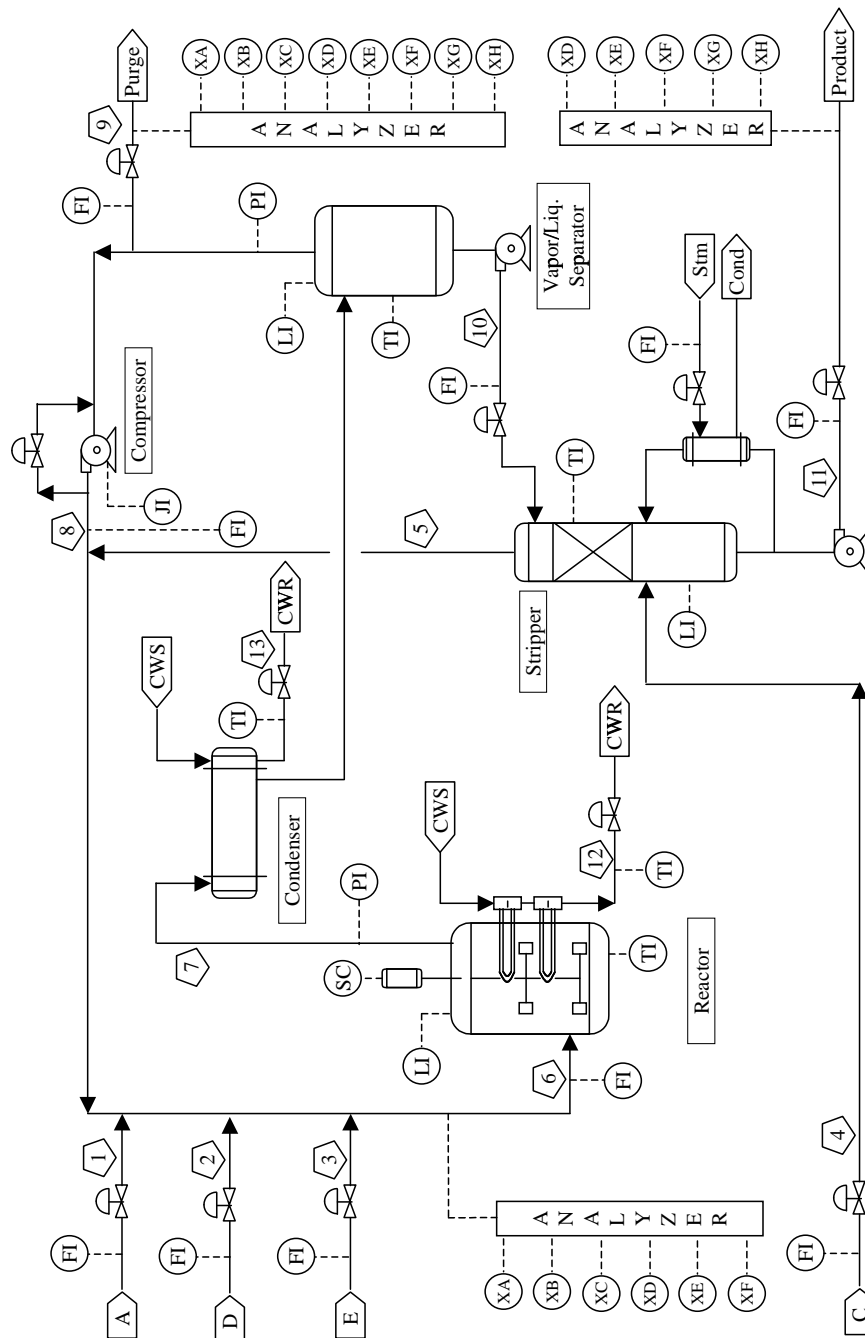 FI
1
A
FI
2
D
FI
3
E
A
N
A
L
Y
Z
E
R
XA
XB
XC
XD
XE
XF
FI
4
C
LI
SC
7
PI
6
FI
TI
Reactor
CWS
12
TI
CWR
CWS
TI
13
CWR
Condenser
8
FI
5
JI
Compressor
Stripper
LI
TI
FI
10
LI
PI
TI
Vapor/Liq.
Separator
FI
9
Purge
A
N
A
L
Y
Z
E
R
XA
XB
XC
XD
XE
XF
XG
XH
FI
Stm
Cond
A
N
A
L
Y
Z
E
R
XD
XE
XF
XG
XH
FI
11
Product